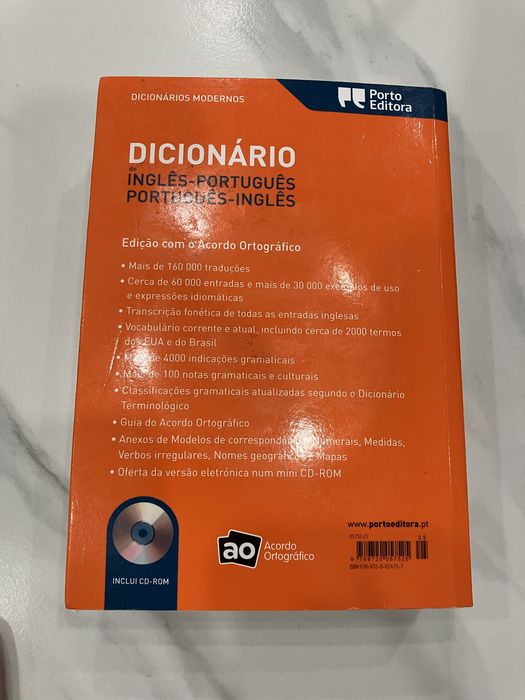 Porto
Editora
DICIONÁRIOS MODERNOS
DICIONÁRIO
de
INGLÊS-PORTUGUÊS
PORTUGUÊS-INGLÊS
Edição com o Acordo Ortográfico
• Mais de 160 000 traduções
• Cerca de 60 000 entradas e mais de 30 000 exemplos de uso
e expressões idiomáticas
• Transcrição fonética de todas as entradas inglesas
• Vocabulário corrente e atual, incluindo cerca de 2000 termos
dos EUA e do Brasil
• Mais de 4000 indicações gramaticais
• Mais de 100 notas gramaticais e culturais
• Classificações gramaticais atualizadas segundo o Dicionário
Terminológico
• Guia do Acordo Ortográfico
• Anexos de Modelos de correspondência, Numerais, Medidas,
Verbos irregulares, Nomes geográficos e Mapas
• Oferta da versão eletrónica num mini CD-ROM
INCLUI CD-ROM
ao
Acordo
Ortográfico
www.portoeditora.pt